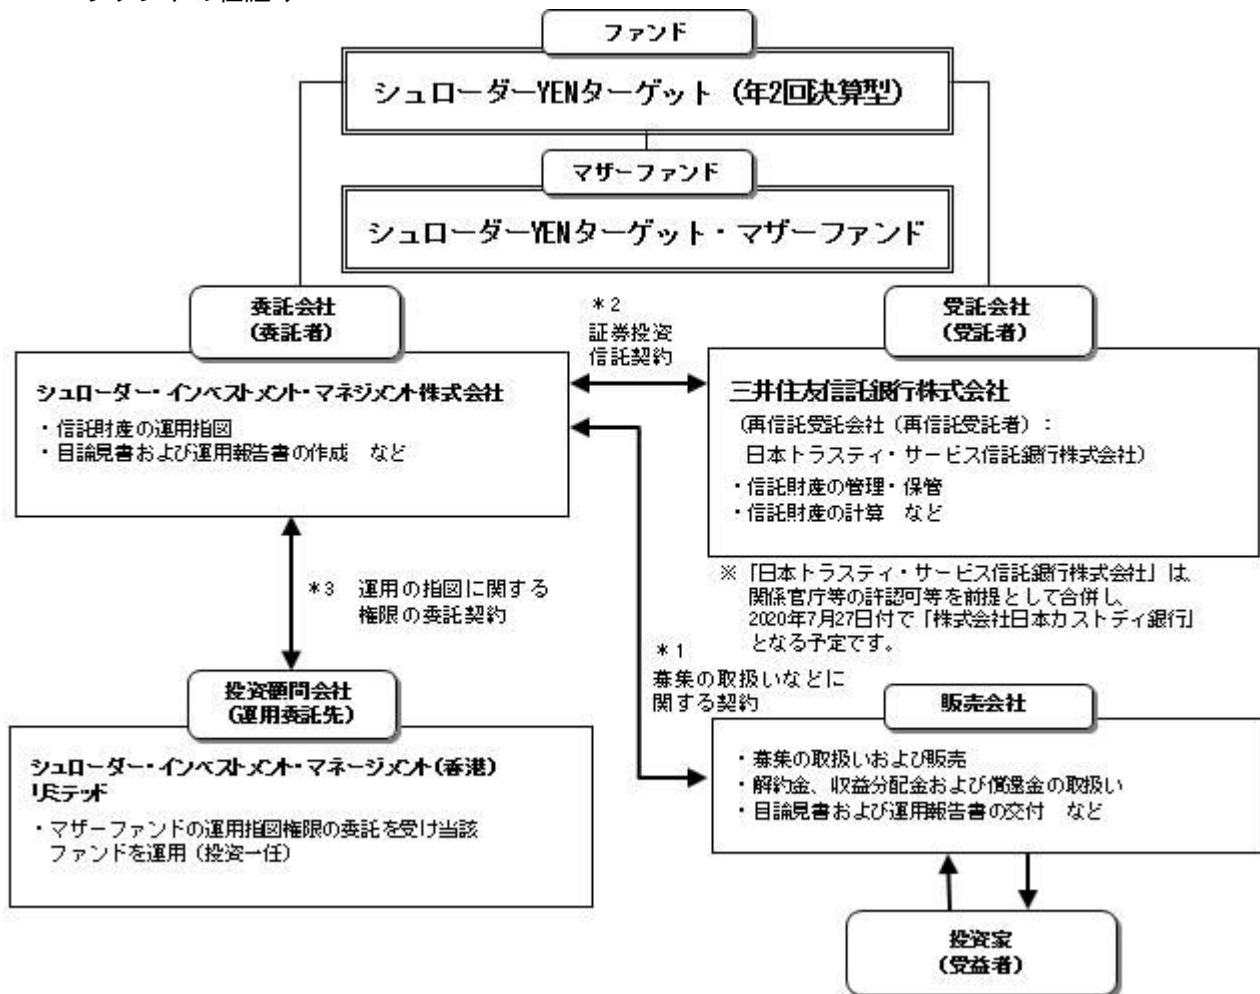 ファンド
シュローダーYENターゲット（年2回決算型）
マザーファンド
シュローダーYENターゲット・マザーファンド
委託会社
（委託者）
シュローダー・インベストメント・マネジメント株式会社
・信託財産の運用指図
・目論見書および運用報告書の作成　など
＊2
証券投資
信託契約
受託会社
（受託者）
三井住友信託銀行株式会社
（再信託受託会社（再信託受託者）：
日本トラスティ・サービス信託銀行株式会社）
・信託財産の管理・保管
・信託財産の計算　など
※「日本トラスティ・サービス信託銀行株式会社」は、
関係官庁等の許認可等を前提として合併し、
2020年7月27日付で「株式会社日本カストディ銀行」
となる予定です。
＊3　運用の指図に関する
権限の委託契約
＊1
募集の取扱いなどに
関する契約
投資顧問会社
（運用委託先）
シュローダー・インベストメント・マネージメント（香港）
リミテッド
・マザーファンドの運用指図権限の委託を受け当該
ファンドを運用（投資一任）
販売会社
・募集の取扱いおよび販売
・解約金、収益分配金および償還金の取扱い
・目論見書および運用報告書の交付　など
投資家
（受益者）